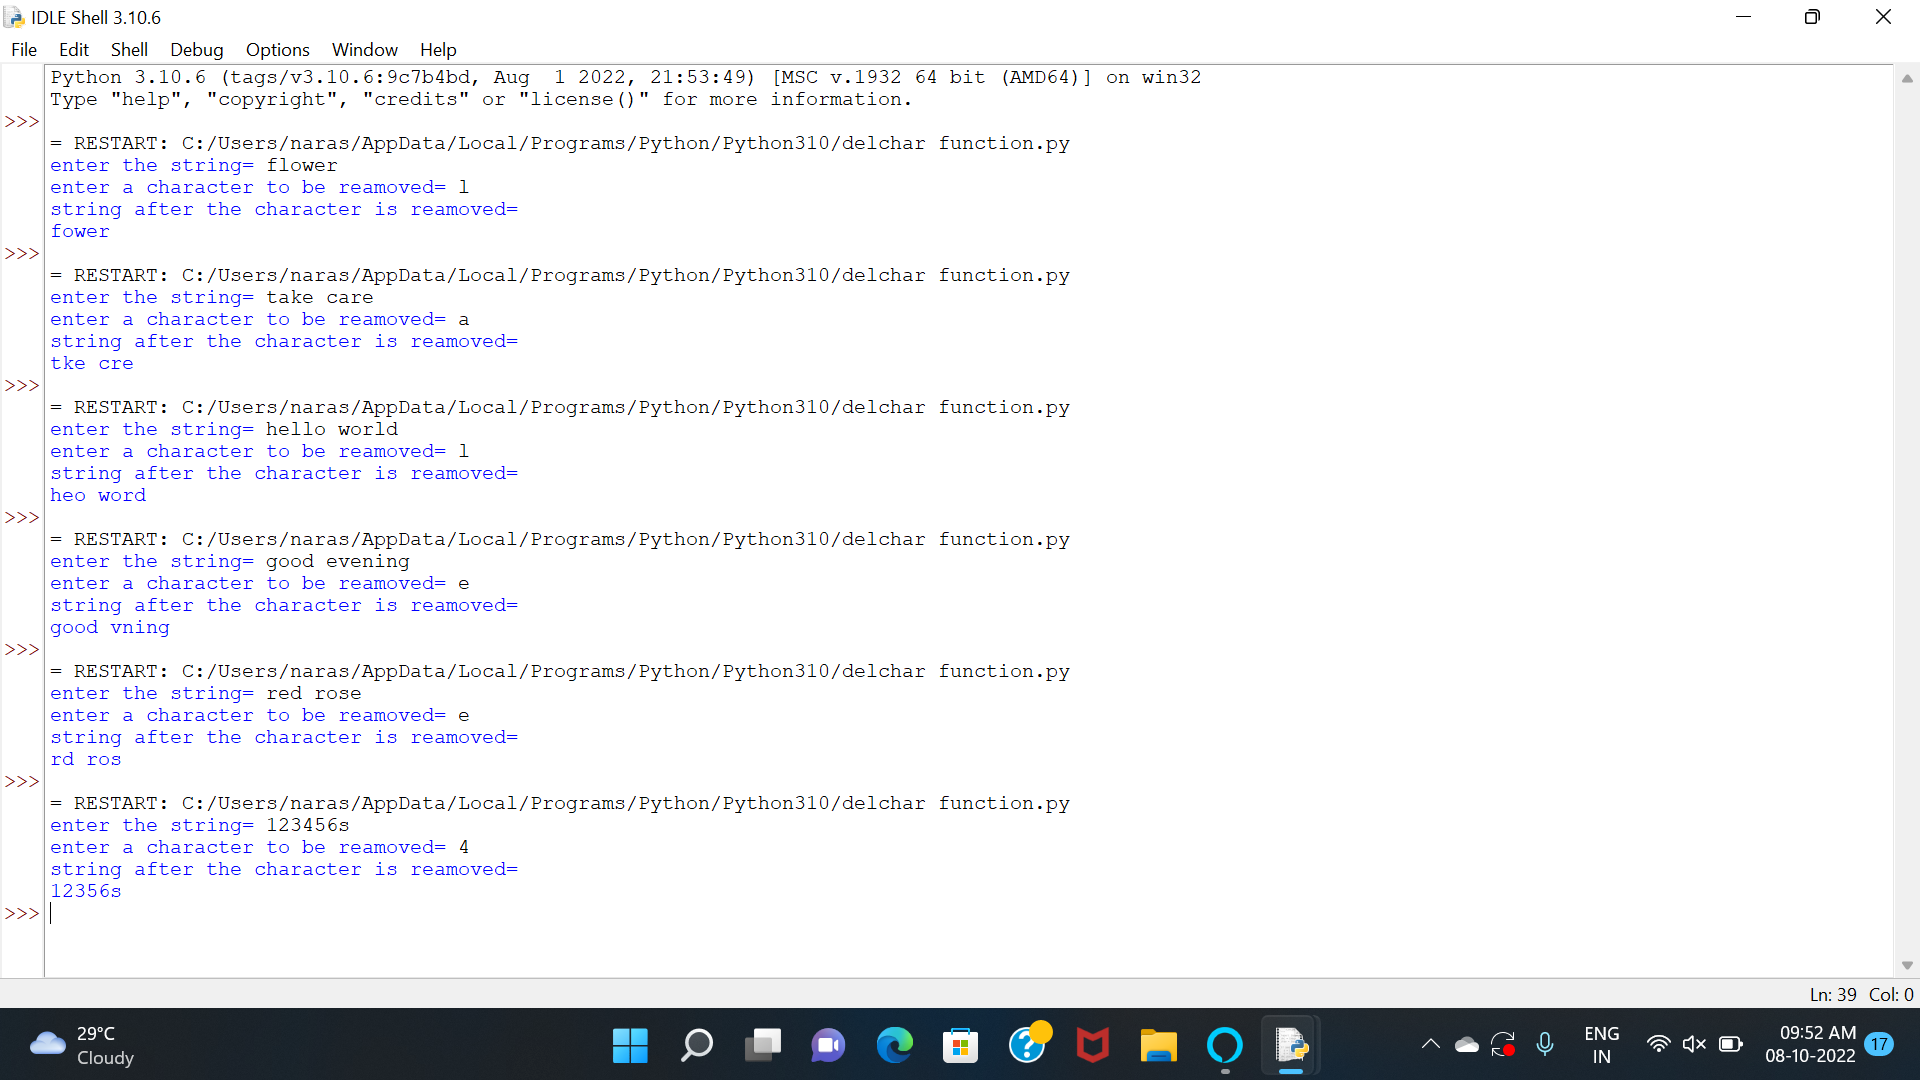 IDLE Shell 3.10.6
File Edit Shell Debug Options Window Help
Python 3.10.6 (tags/v3.10.6:9c7b4bd, Aug  1 2022, 21:53:49) [MSC v.1932 64 bit (AMD64)] on win32
Type "help", "copyright", "credits" or "license()" for more information.
>>>
= RESTART: C:/Users/naras/AppData/Local/Programs/Python/Python310/delchar function.py
enter the string= flower
enter a character to be reamoved= l
string after the character is reamoved=
fower
>>>
= RESTART: C:/Users/naras/AppData/Local/Programs/Python/Python310/delchar function.py
enter the string= take care
enter a character to be reamoved= a
string after the character is reamoved=
tke cre
>>>
= RESTART: C:/Users/naras/AppData/Local/Programs/Python/Python310/delchar function.py
enter the string= hello world
enter a character to be reamoved= l
string after the character is reamoved=
heo word
>>>
= RESTART: C:/Users/naras/AppData/Local/Programs/Python/Python310/delchar function.py
enter the string= good evening
enter a character to be reamoved= e
string after the character is reamoved=
good vning
>>>
= RESTART: C:/Users/naras/AppData/Local/Programs/Python/Python310/delchar function.py
enter the string= red rose
enter a character to be reamoved= e
string after the character is reamoved=
rd ros
>>>
= RESTART: C:/Users/naras/AppData/Local/Programs/Python/Python310/delchar function.py
enter the string= 123456s
enter a character to be reamoved= 4
string after the character is reamoved=
12356s
>>>
Ln: 39 Col: 0
29°C
Cloudy
ENG
IN
09:52 AM
08-10-2022
17